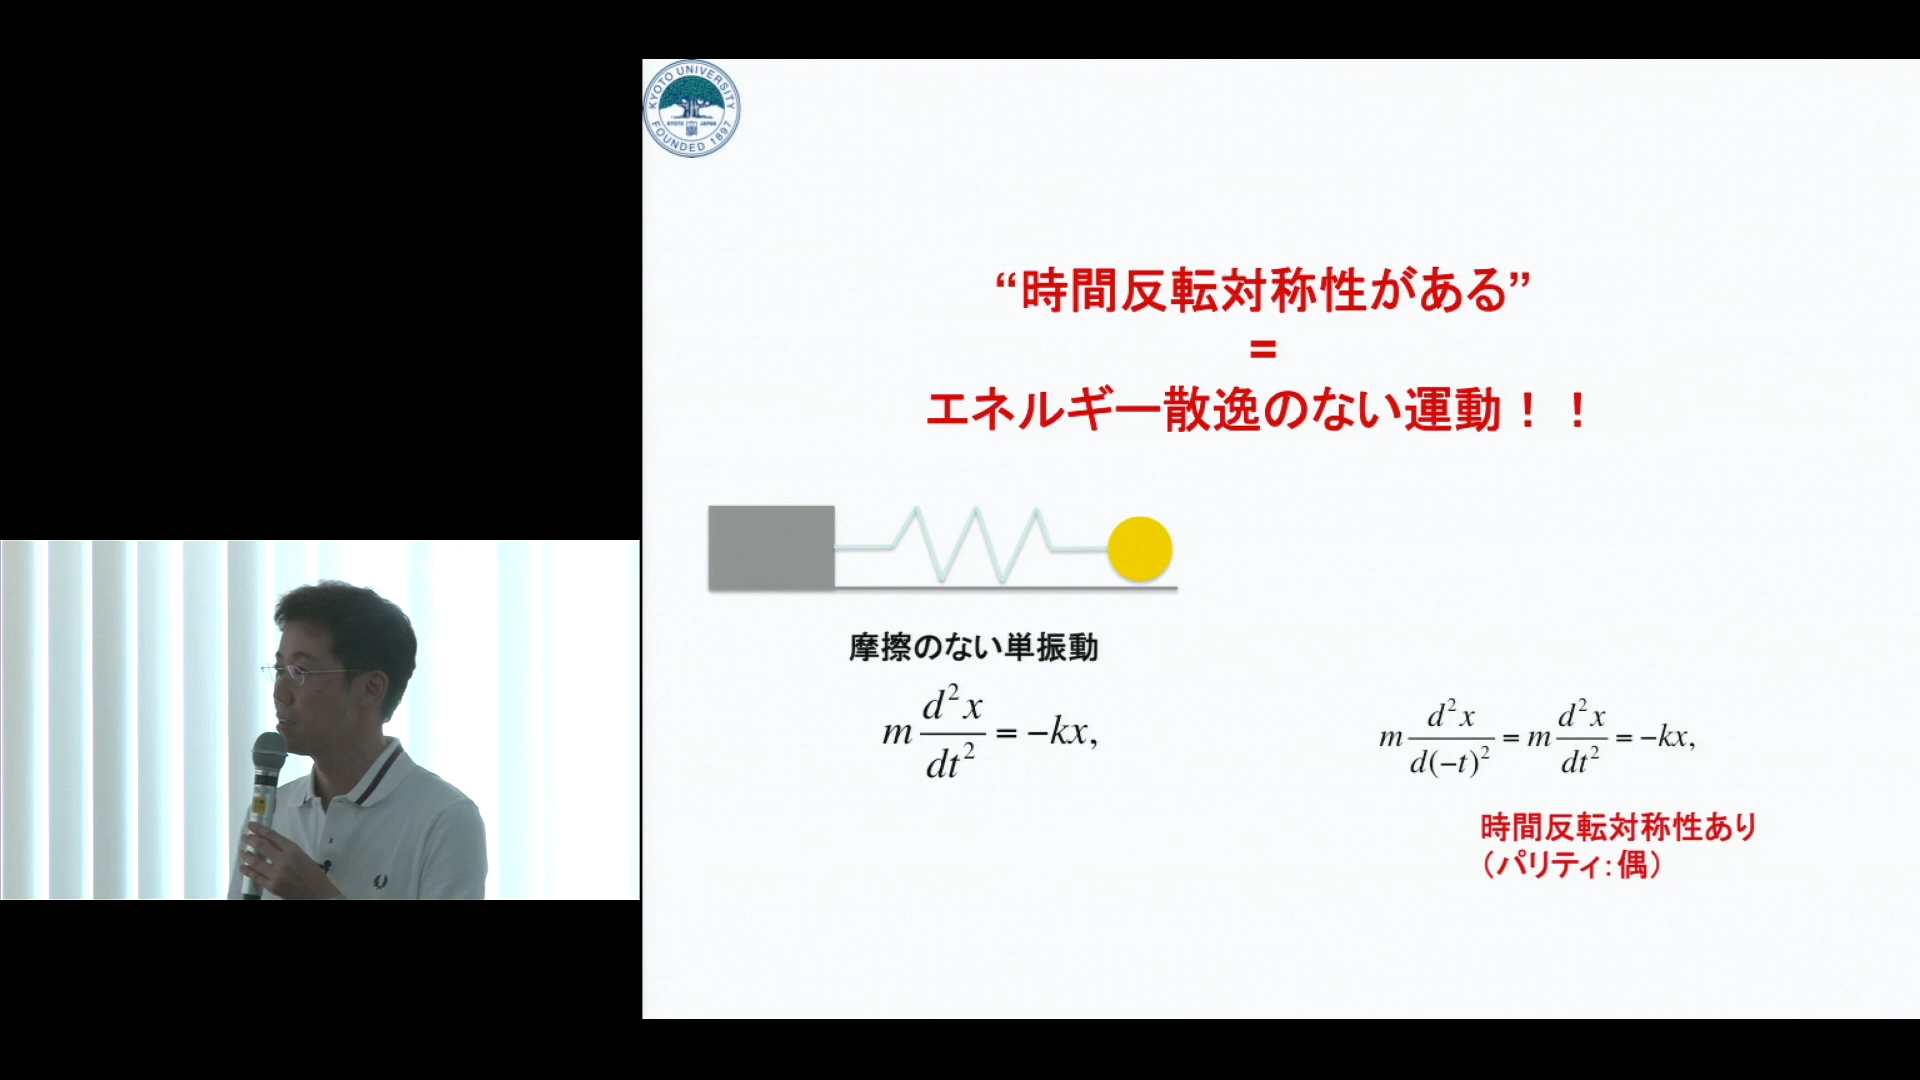 KYOTO UNIVERSITY
KYOTO JAPAN
FOUNDED 1897
“時間反転対称性がある”
=
エネルギー散逸のない運動！！
摩擦のない単振動
m d²x/dt² = −kx,
m d²x/d(−t)² = m d²x/dt² = −kx,
時間反転対称性あり
（パリティ：偶）